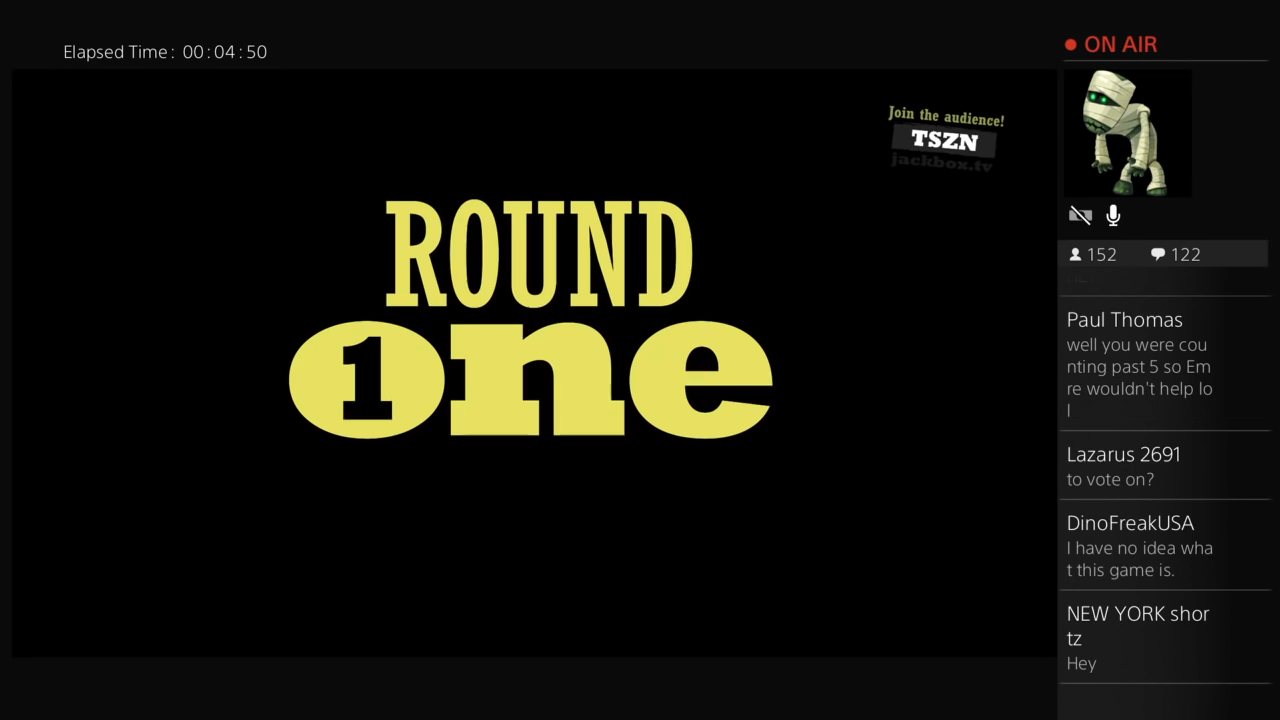 Elapsed Time: 00:04:50
ON AIR
Join the audience!
TSZN
jackbox.tv
ROUND
1ne
152 122
Paul Thomas
well you were cou
nting past 5 so Em
re wouldn't help lo
l
Lazarus 2691
to vote on?
DinoFreakUSA
I have no idea wha
t this game is.
NEW YORK shor
tz
Hey